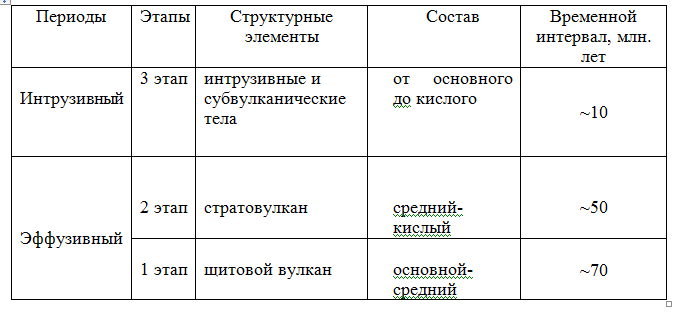 Периоды
Этапы
Структурные
элементы
Состав
Временной
интервал, млн.
лет
Интрузивный
3 этап
интрузивные и
субвулканические
тела
от основного
до кислого
~10
Эффузивный
2 этап
стратовулкан
средний-
кислый
~50
1 этап
щитовой вулкан
основной-
средний
~70